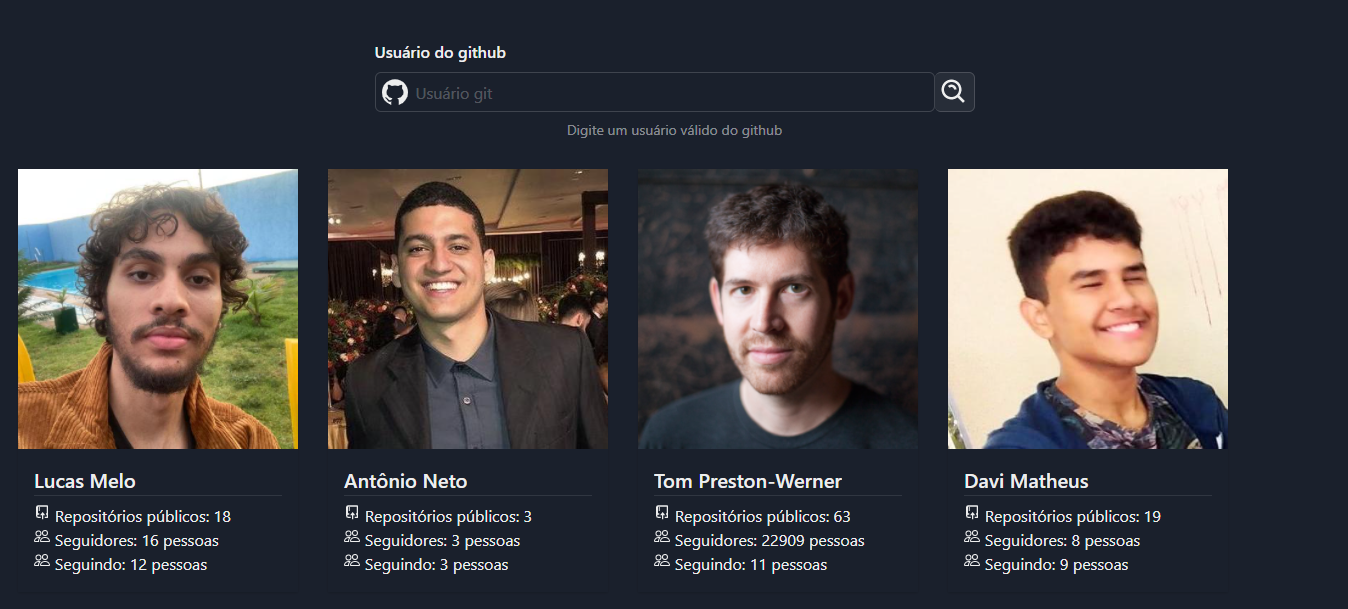 Usuário do github
Usuário git
Digite um usuário válido do github
Lucas Melo
Repositórios públicos: 18
Seguidores: 16 pessoas
Seguindo: 12 pessoas
Antônio Neto
Repositórios públicos: 3
Seguidores: 3 pessoas
Seguindo: 3 pessoas
Tom Preston-Werner
Repositórios públicos: 63
Seguidores: 22909 pessoas
Seguindo: 11 pessoas
Davi Matheus
Repositórios públicos: 19
Seguidores: 8 pessoas
Seguindo: 9 pessoas